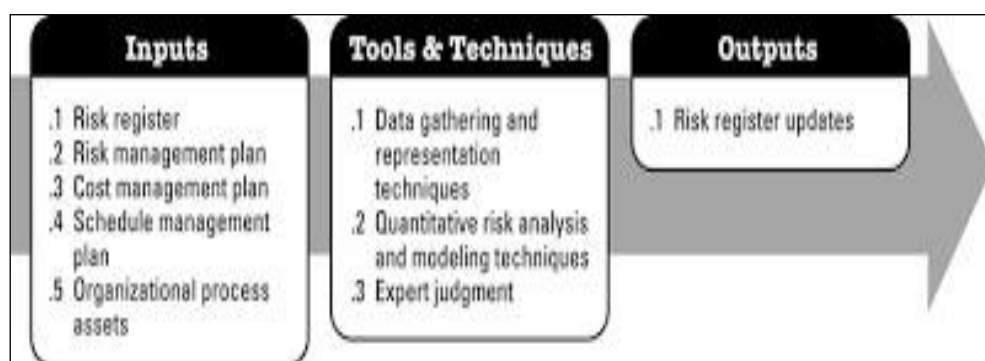 Inputs
.1 Risk register
.2 Risk management plan
.3 Cost management plan
.4 Schedule management
plan
.5 Organizational process
assets
Tools & Techniques
.1 Data gathering and
representation
techniques
.2 Quantitative risk analysis
and modeling techniques
.3 Expert judgment
Outputs
.1 Risk register updates